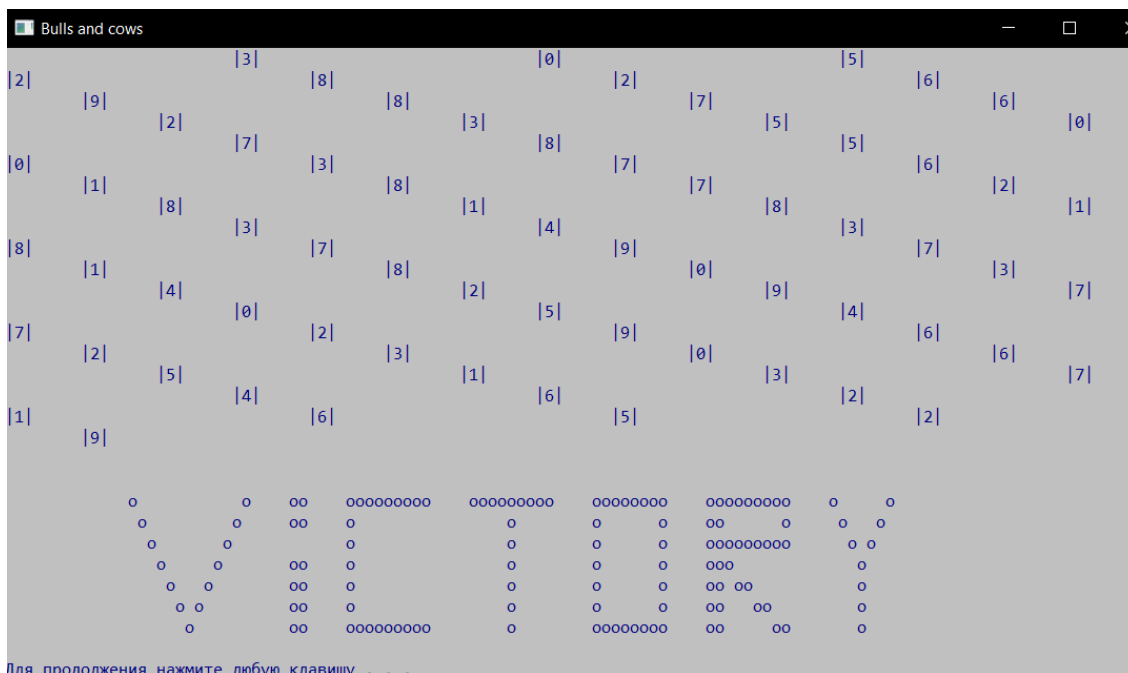 Bulls and cows
|3| |0| |5|
|2| |8| |2| |6|
|9| |8| |7| |6|
|2| |3| |5| |0|
|7| |8| |5|
|0| |3| |7| |6|
|1| |8| |7| |2|
|8| |1| |8| |1|
|3| |4| |3|
|8| |7| |9| |7|
|1| |8| |0| |3|
|4| |2| |9| |7|
|0| |5| |4|
|7| |2| |9| |6|
|2| |3| |0| |6|
|5| |1| |3| |7|
|4| |6| |2|
|1| |6| |5| |2|
|9|
VICTORY
Для продолжения нажмите любую клавишу . . .